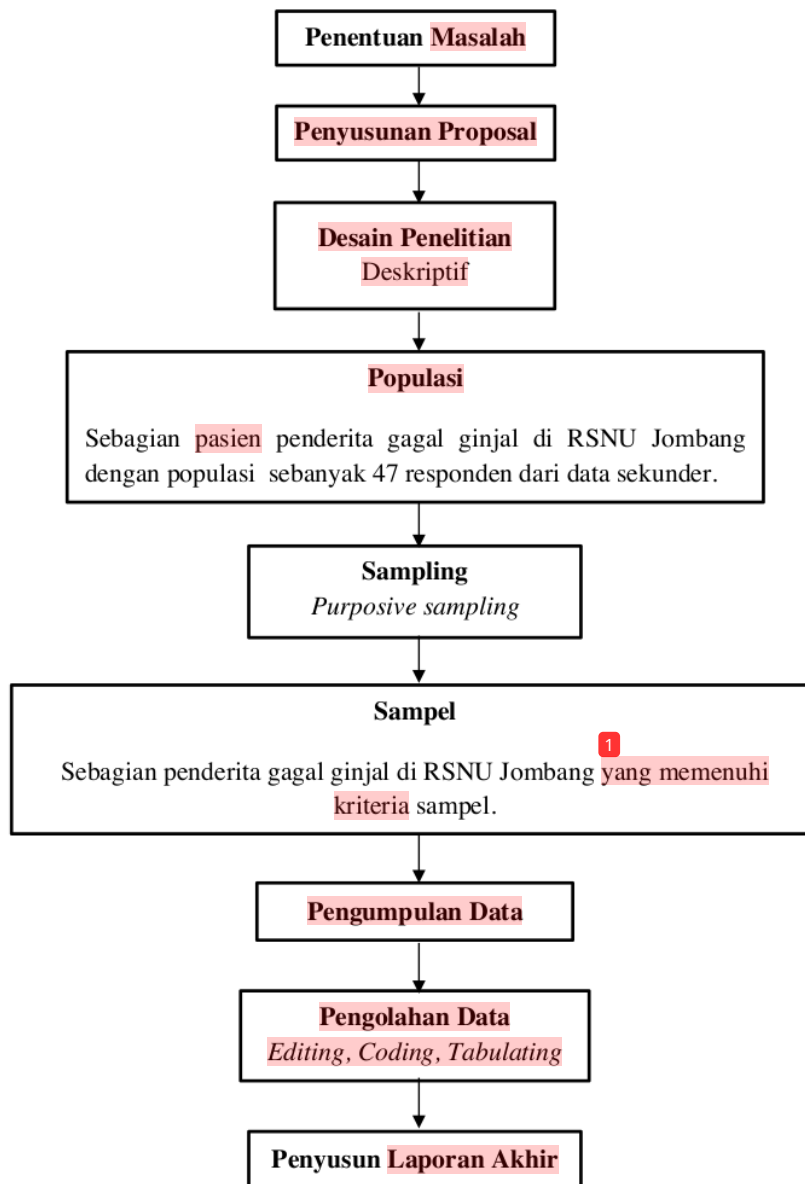 Penentuan Masalah
Penyusunan Proposal
Desain Penelitian
Deskriptif
Populasi
Sebagian pasien penderita gagal ginjal di RSNU Jombang
dengan populasi sebanyak 47 responden dari data sekunder.
Sampling
Purposive sampling
Sampel
1
Sebagian penderita gagal ginjal di RSNU Jombang yang memenuhi
kriteria sampel.
Pengumpulan Data
Pengolahan Data
Editing, Coding, Tabulating
Penyusun Laporan Akhir